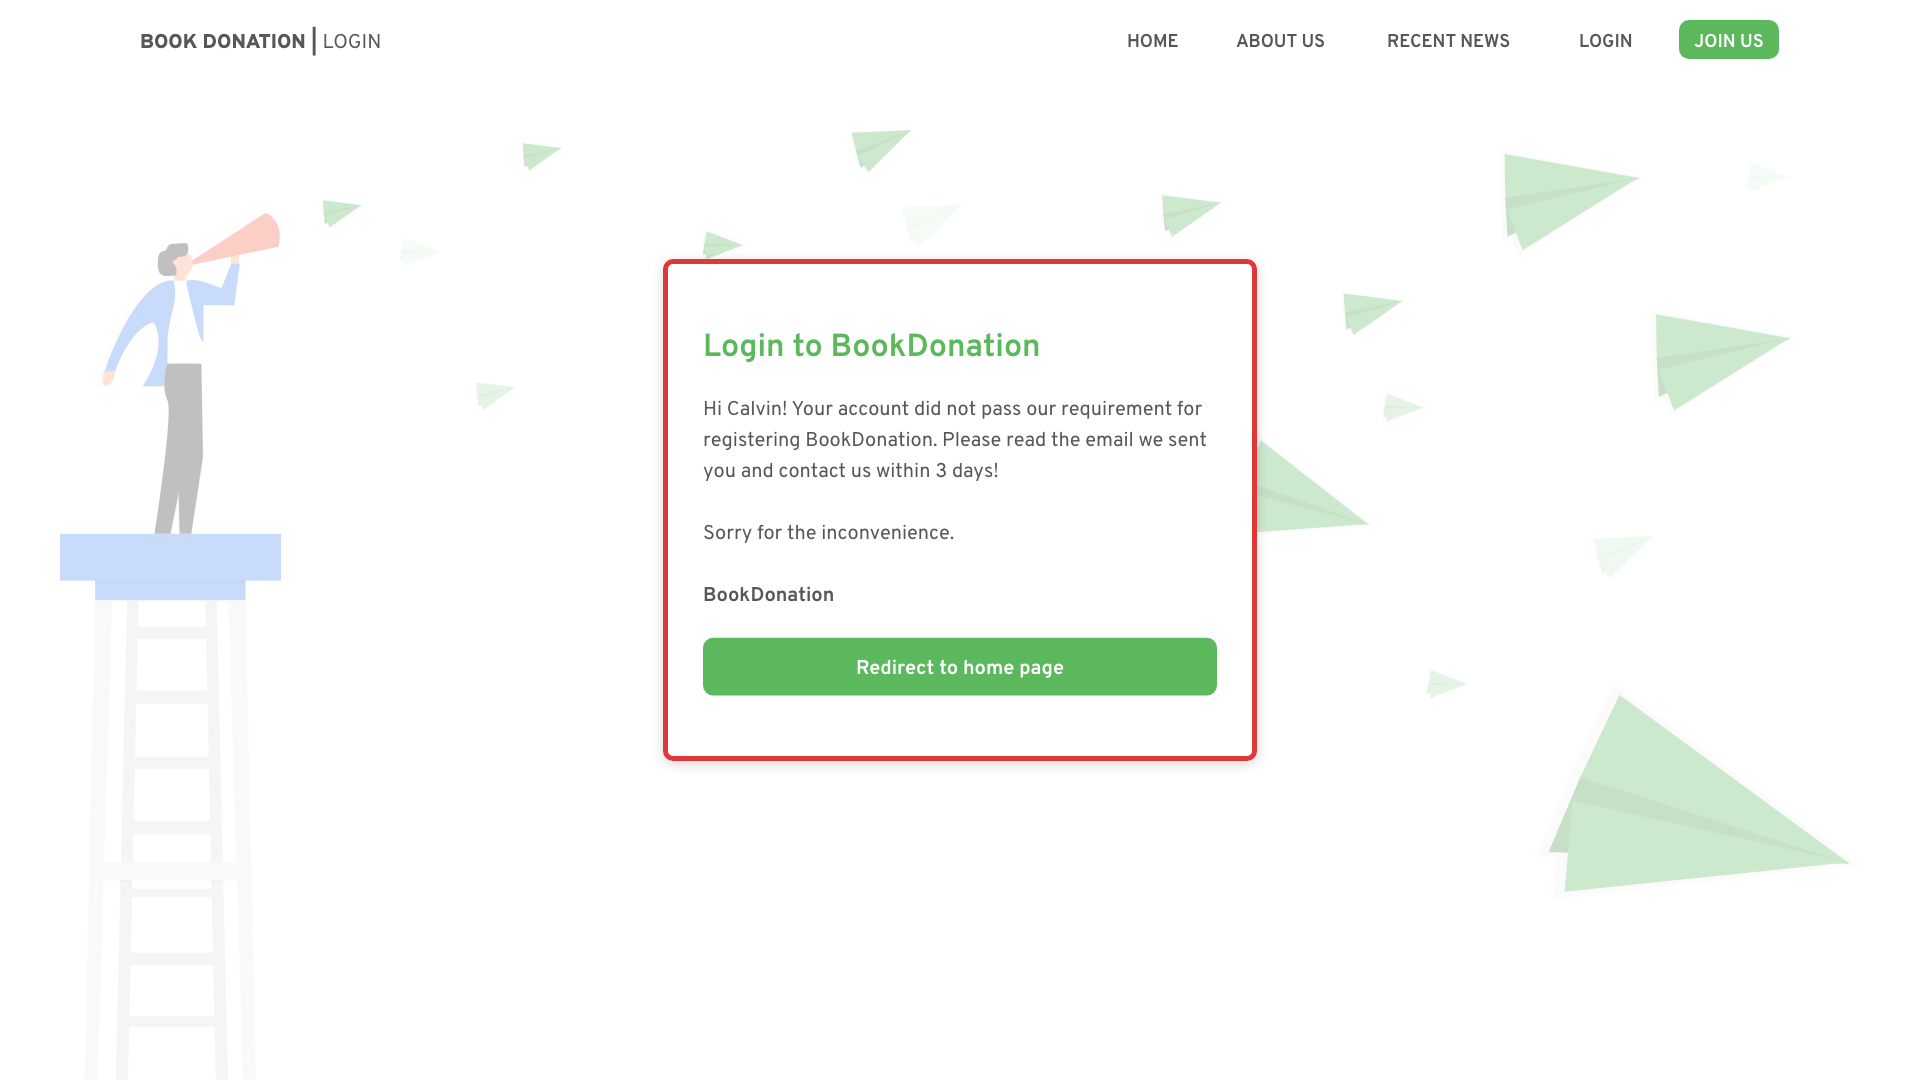 BOOK DONATION | LOGIN
HOME ABOUT US RECENT NEWS LOGIN JOIN US
Login to BookDonation
Hi Calvin! Your account did not pass our requirement for
registering BookDonation. Please read the email we sent
you and contact us within 3 days!
Sorry for the inconvenience.
BookDonation
Redirect to home page